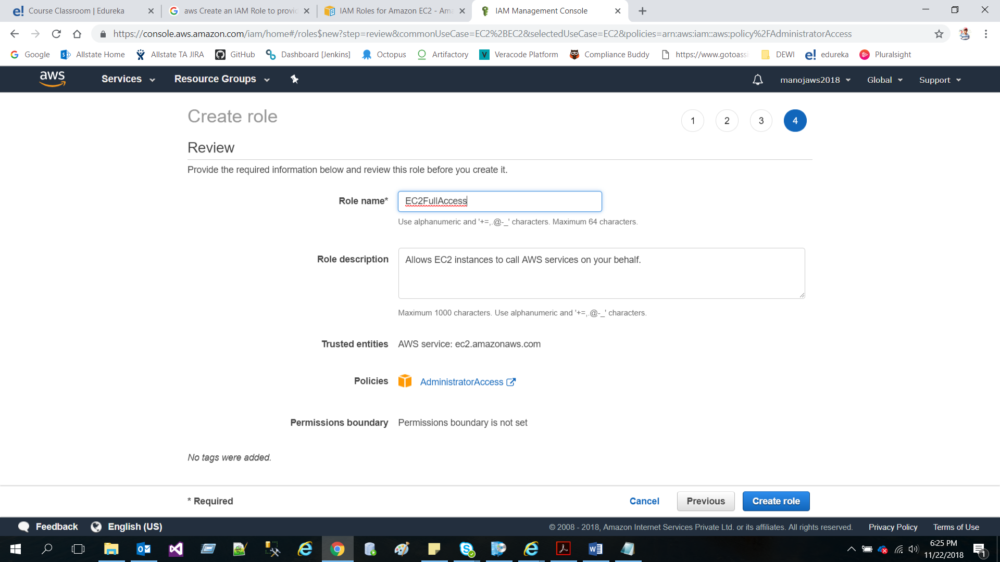 Course Classroom | Edureka
aws Create an IAM Role to provi
IAM Roles for Amazon EC2 - Ama
IAM Management Console
https://console.aws.amazon.com/iam/home#/roles$new?step=review&commonUseCase=EC2%2BEC2&selectedUseCase=EC2&policies=arn:aws:iam::aws:policy%2FAdministratorAccess
Google
Allstate Home
Allstate TA JIRA
GitHub
Dashboard [Jenkins]
Octopus
Artifactory
Veracode Platform
Compliance Buddy
https://www.gotoassi
DEWI
edureka
Pluralsight
aws
Services
Resource Groups
manojaws2018
Global
Support
Create role
1 2 3 4
Review
Provide the required information below and review this role before you create it.
Role name*
EC2FullAccess
Use alphanumeric and '+=,.@-_' characters. Maximum 64 characters.
Role description
Allows EC2 instances to call AWS services on your behalf.
Maximum 1000 characters. Use alphanumeric and '+=,.@-_' characters.
Trusted entities
AWS service: ec2.amazonaws.com
Policies
AdministratorAccess
Permissions boundary
Permissions boundary is not set
No tags were added.
* Required
Cancel
Previous
Create role
Feedback
English (US)
© 2008 - 2018, Amazon Internet Services Private Ltd. or its affiliates. All rights reserved.
Privacy Policy
Terms of Use
6:25 PM
11/22/2018
1